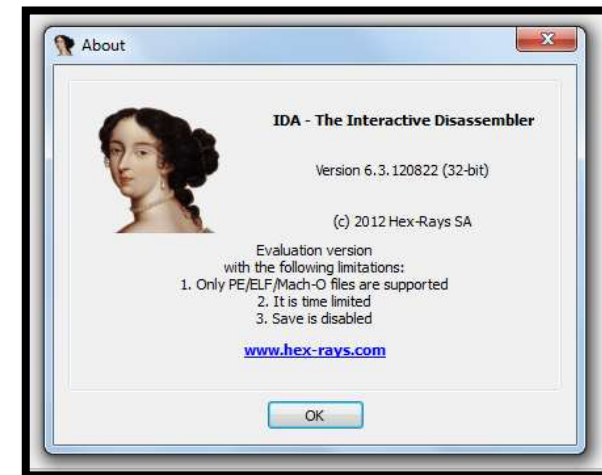 About
IDA - The Interactive Disassembler
Version 6.3.120822 (32-bit)
(c) 2012 Hex-Rays SA
Evaluation version
with the following limitations:
1. Only PE/ELF/Mach-O files are supported
2. It is time limited
3. Save is disabled
www.hex-rays.com
OK